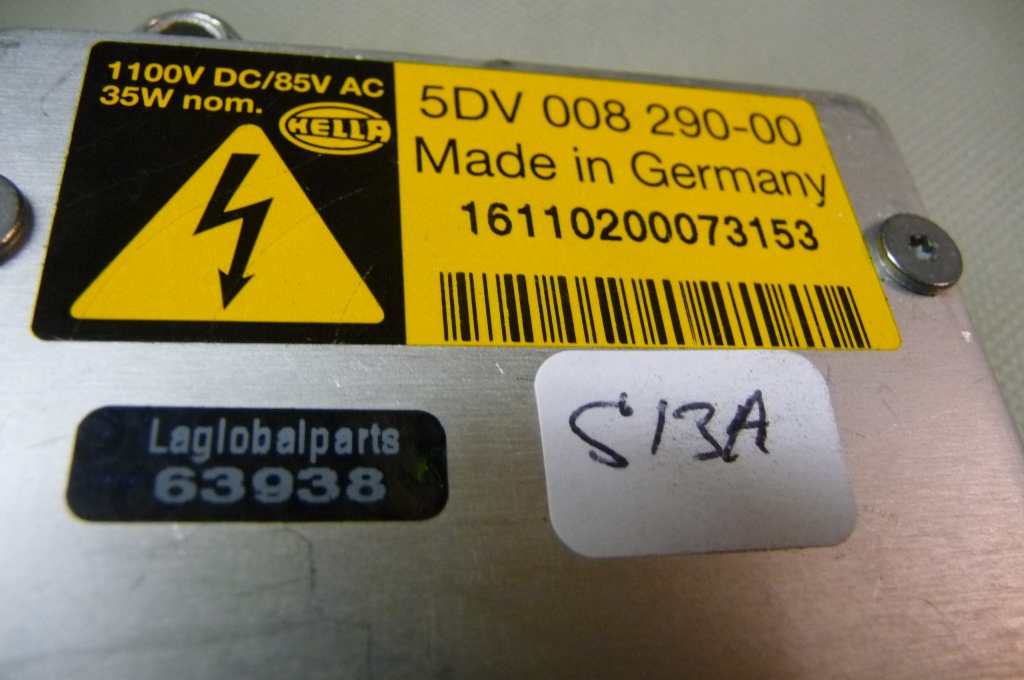 1100V DC/85V AC
35W nom.
HELLA
5DV 008 290-00
Made in Germany
16110200073153
Laglobalparts
63938
S13A